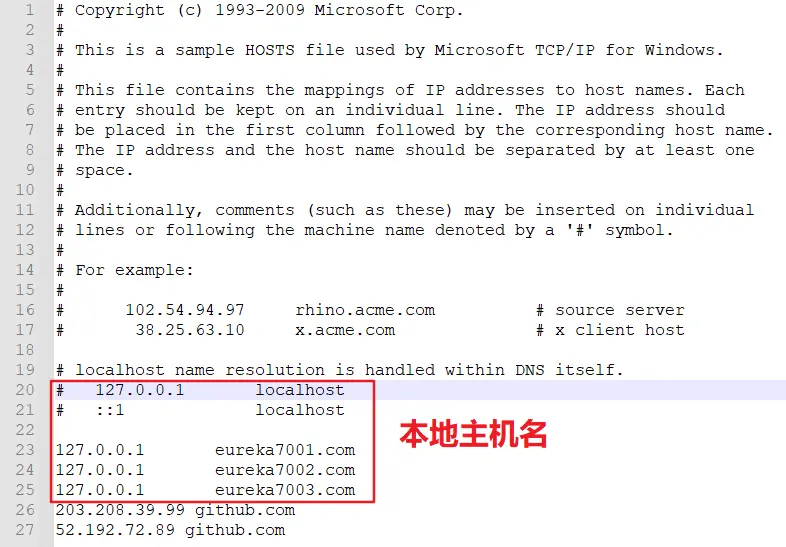 1 # Copyright (c) 1993-2009 Microsoft Corp.
2 #
3 # This is a sample HOSTS file used by Microsoft TCP/IP for Windows.
4 #
5 # This file contains the mappings of IP addresses to host names. Each
6 # entry should be kept on an individual line. The IP address should
7 # be placed in the first column followed by the corresponding host name.
8 # The IP address and the host name should be separated by at least one
9 # space.
10 #
11 # Additionally, comments (such as these) may be inserted on individual
12 # lines or following the machine name denoted by a '#' symbol.
13 #
14 # For example:
15 #
16 #      102.54.94.97     rhino.acme.com          # source server
17 #       38.25.63.10     x.acme.com              # x client host
18
19 # localhost name resolution is handled within DNS itself.
20 #   127.0.0.1       localhost
21 #   ::1             localhost
22
本地主机名
23 127.0.0.1       eureka7001.com
24 127.0.0.1       eureka7002.com
25 127.0.0.1       eureka7003.com
26 203.208.39.99 github.com
27 52.192.72.89 github.com